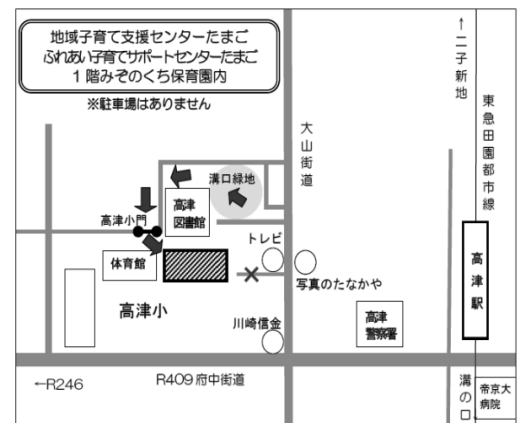 地域子育て支援センターたまご
ふれあい子育てサポートセンターたまご
1階みぞのくち保育園内
※駐車場はありません
↑二子新地
東急田園都市線
大山街道
溝口緑地
高津
図書館
高津小門
トレビ
体育館
写真のたなかや
高津駅
高津小
川崎信金
高津
警察署
←R246
R409府中街道
溝の口
帝京大
病院